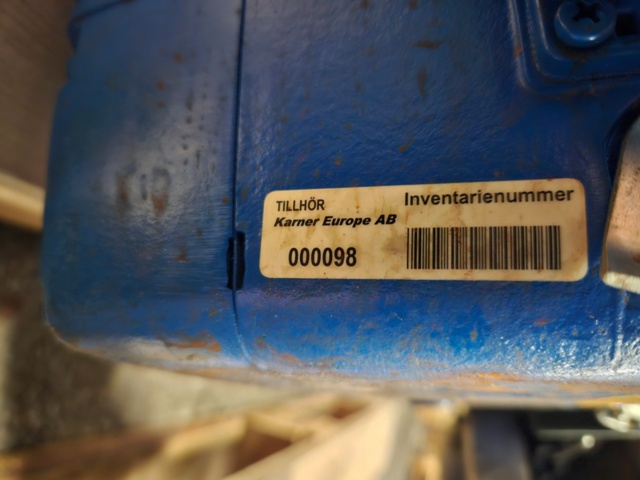 TILLHÖR
Karner Europe AB
000098
Inventarienummer